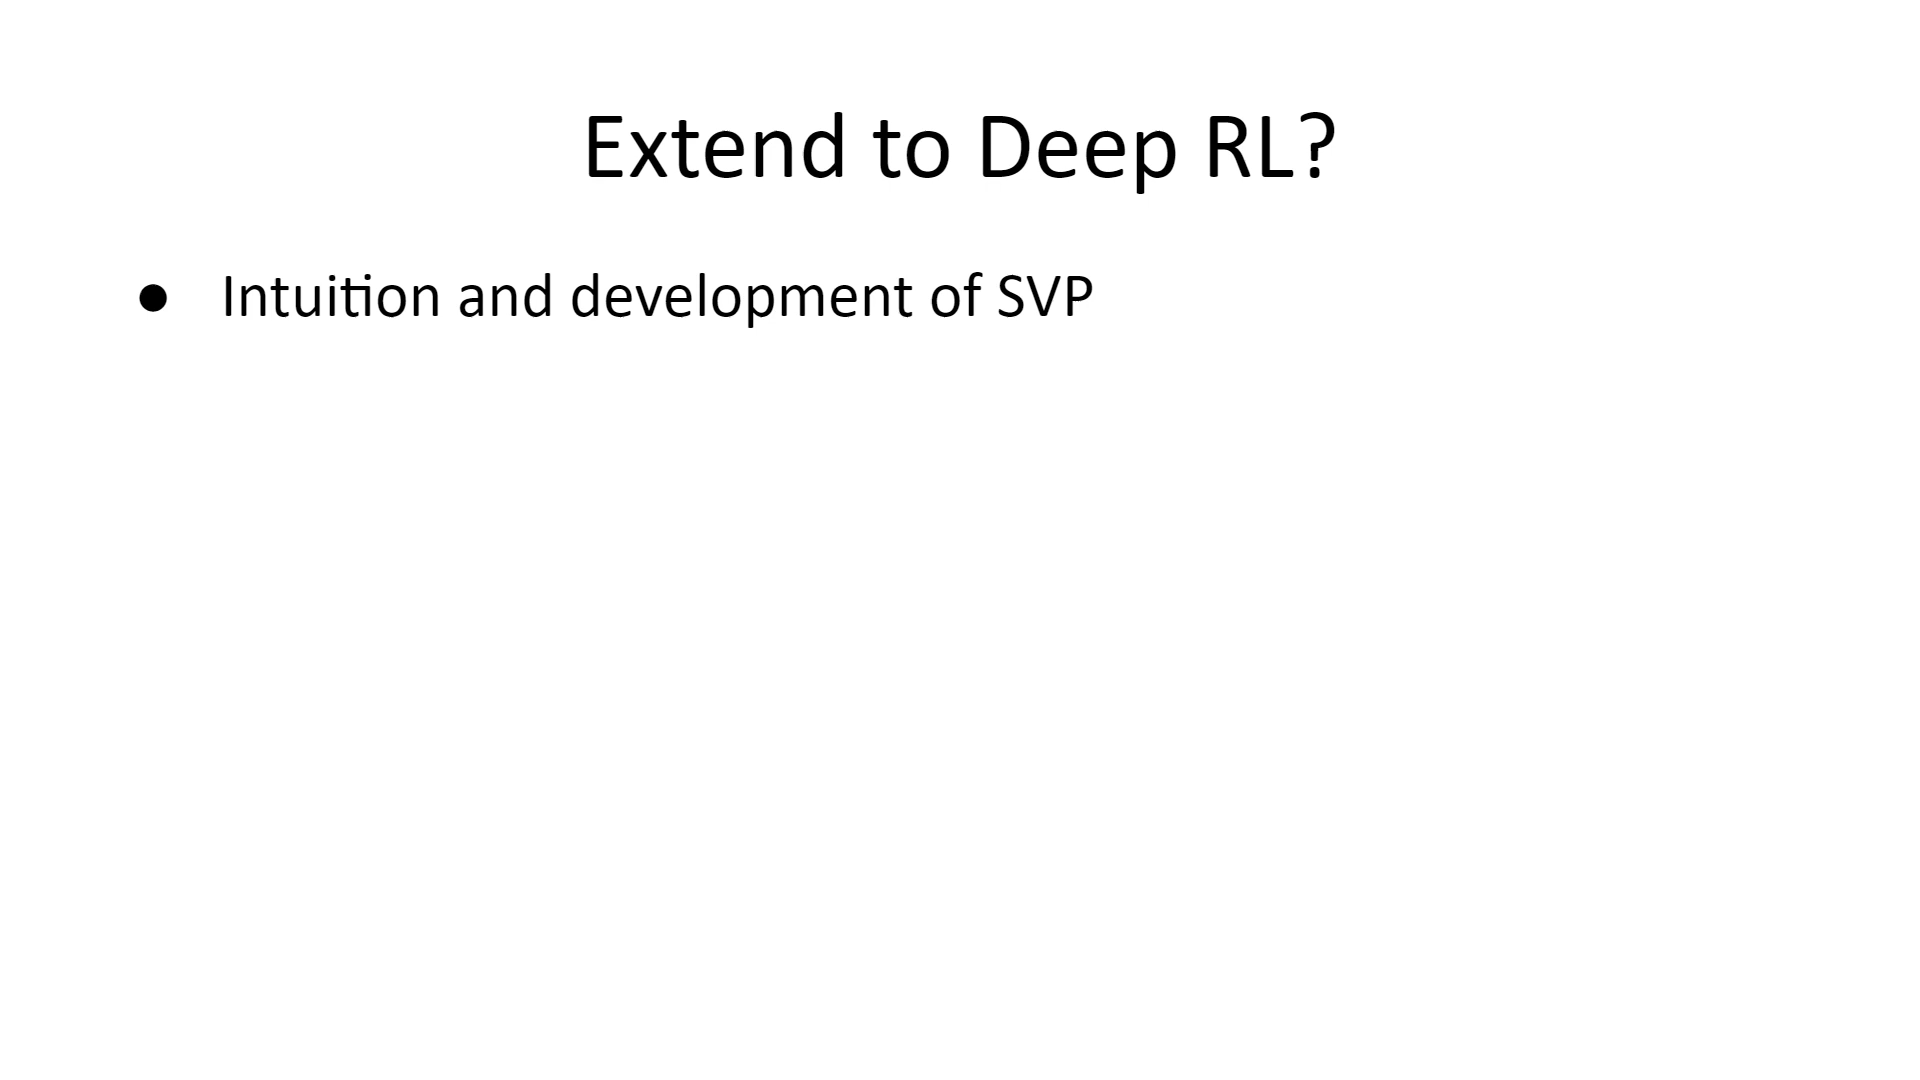 Extend to Deep RL?
● Intuition and development of SVP